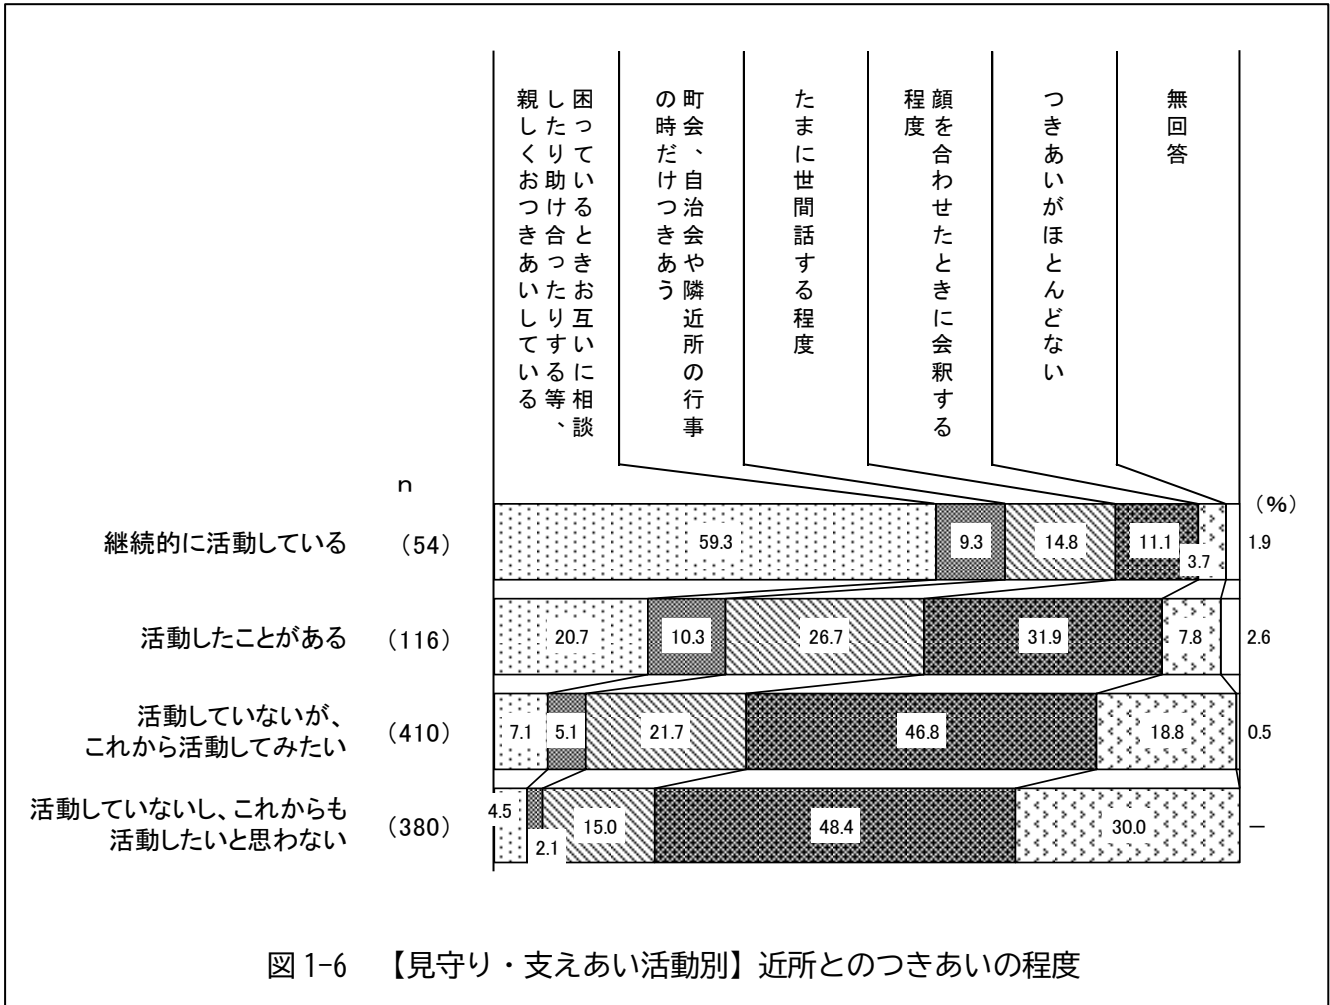 困っているときお互いに相談
したり助け合ったりする等、
親しくおつきあいしている
町会、自治会や隣近所の行事
の時だけつきあう
たまに世間話する程度
顔を合わせたときに会釈する
程度
つきあいがほとんどない
無回答
n
(%)
継続的に活動している (54) 59.3 9.3 14.8 11.1 3.7 1.9
活動したことがある (116) 20.7 10.3 26.7 31.9 7.8 2.6
活動していないが、
これから活動してみたい (410) 7.1 5.1 21.7 46.8 18.8 0.5
活動していないし、これからも
活動したいと思わない (380) 4.5 2.1 15.0 48.4 30.0 －
図 1-6 【見守り・支えあい活動別】近所とのつきあいの程度